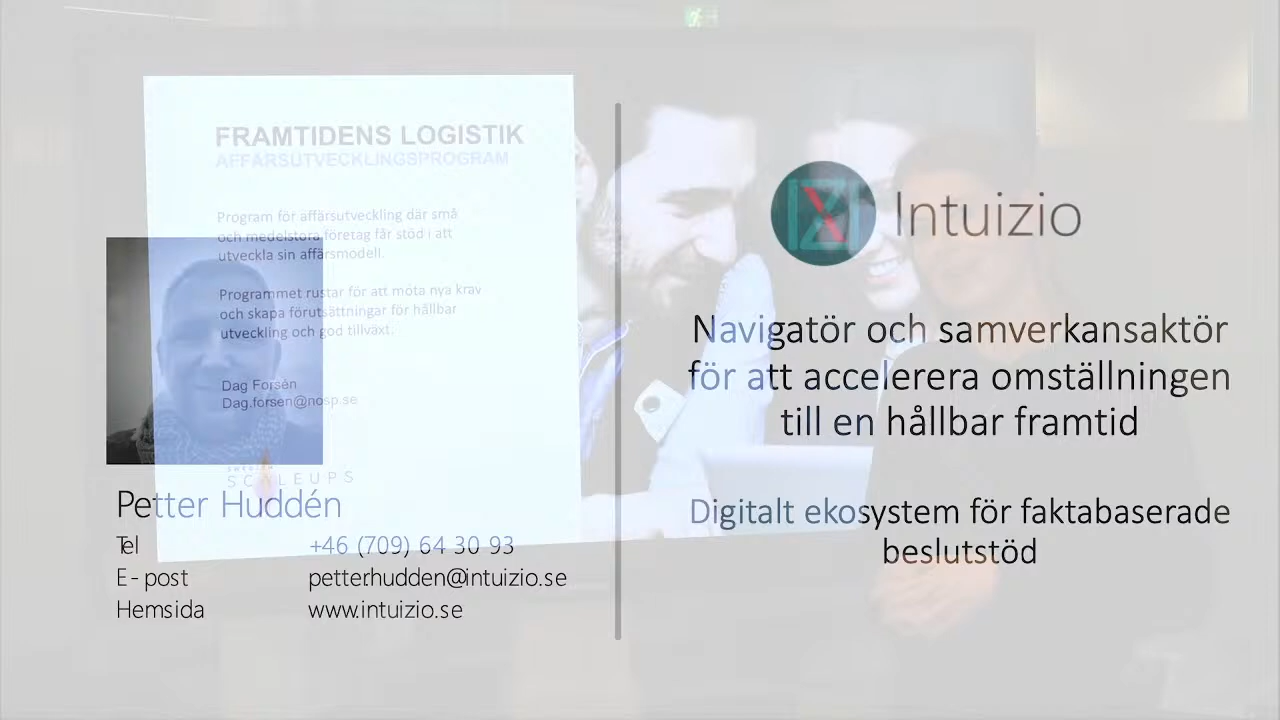 FRAMTIDENS LOGISTIK
AFFÄRSUTVECKLINGSPROGRAM
Program för affärsutveckling där små
och medelstora företag får stöd i att
utveckla sin affärsmodell.
Programmet rustar för att möta nya krav
och skapa förutsättningar för hållbar
utveckling och god tillväxt.
Dag Forsén
Dag.forsen@nosp.se
SCALEUPS
Petter Huddén
Tel +46 (709) 64 30 93
E-post petter.hudden@intuizio.se
Hemsida www.intuizio.se
Intuizio
Navigatör och samverkansaktör
för att accelerera omställningen
till en hållbar framtid
Digitalt ekosystem för faktabaserade
beslutstöd